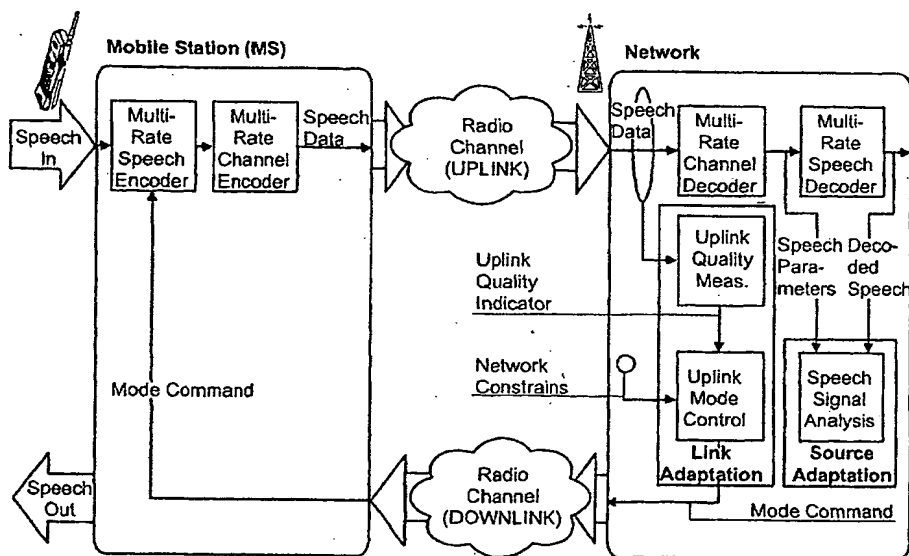 Mobile Station (MS)
Network
Speech
In
Multi-
Rate
Speech
Encoder
Multi-
Rate
Channel
Encoder
Speech
Data
Radio
Channel
(UPLINK)
Speech
Data
Multi-
Rate
Channel
Decoder
Multi-
Rate
Speech
Decoder
Uplink
Quality
Indicator
Uplink
Quality
Meas.
Speech
Para-
meters
Deco-
ded
Speech
Network
Constrains
Uplink
Mode
Control
Speech
Signal
Analysis
Mode Command
Link
Adaptation
Source
Adaptation
Speech
Out
Radio
Channel
(DOWNLINK)
Mode Command